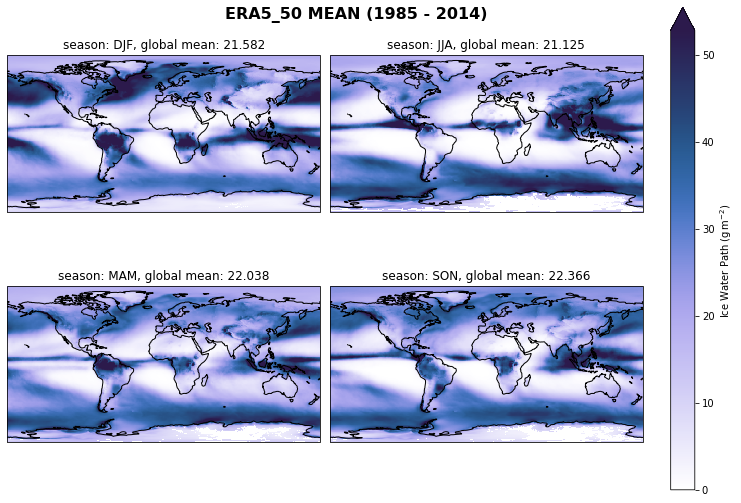 ERA5_50 MEAN (1985 - 2014)
season: DJF, global mean: 21.582
season: JJA, global mean: 21.125
season: MAM, global mean: 22.038
season: SON, global mean: 22.366
50
40
30
20
10
0
Ice Water Path (g m⁻²)